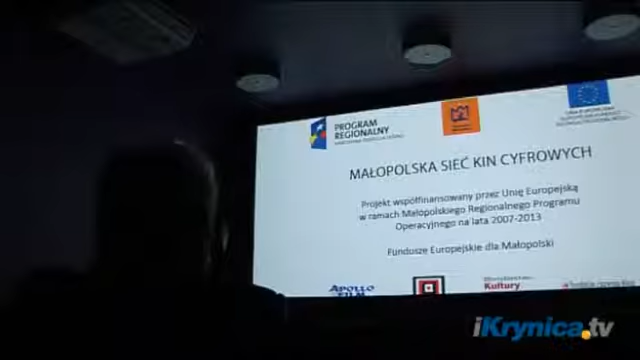 PROGRAM
REGIONALNY
MAŁOPOLSKA SIEĆ KIN CYFROWYCH
Projekt współfinansowany przez Unię Europejską
w ramach Małopolskiego Regionalnego Programu
Operacyjnego na lata 2007-2013
Fundusze Europejskie dla Małopolski
APOLLO
FILM
Kultury
iKrynica.tv